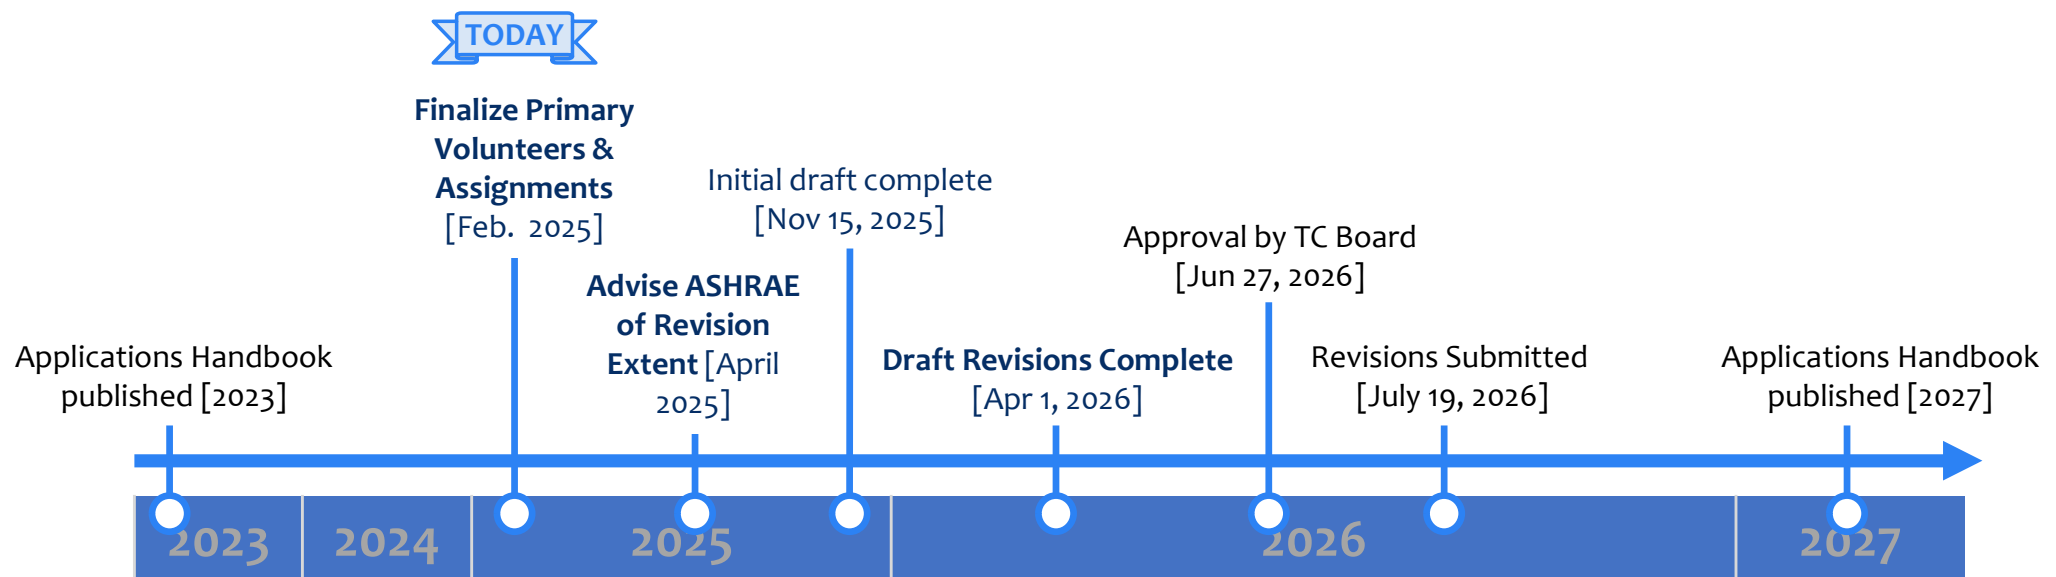 TODAY
Finalize Primary
Volunteers &
Assignments
[Feb. 2025]
Initial draft complete
[Nov 15, 2025]
Approval by TC Board
[Jun 27, 2026]
Advise ASHRAE
of Revision
Extent [April
2025]
Applications Handbook
published [2023]
Draft Revisions Complete
[Apr 1, 2026]
Revisions Submitted
[July 19, 2026]
Applications Handbook
published [2027]
2023
2024
2025
2026
2027